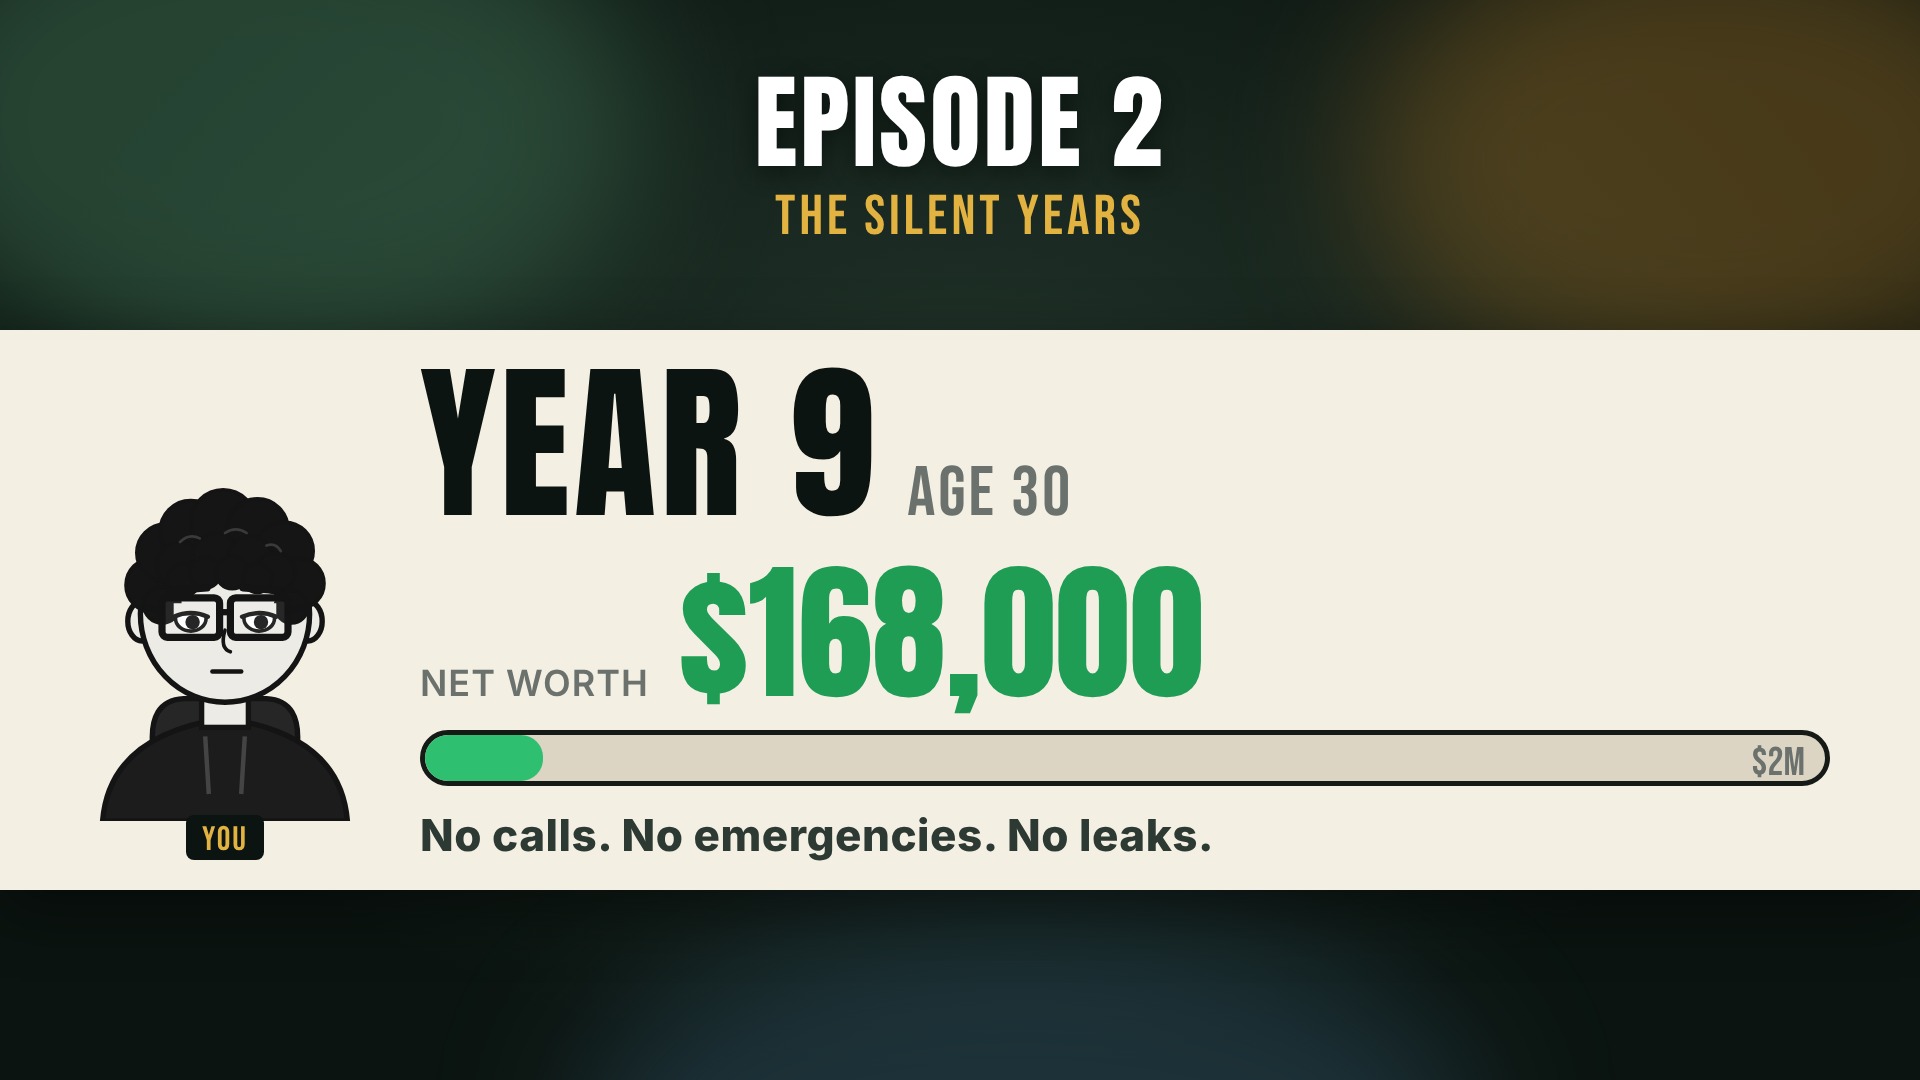 EPISODE 2
THE SILENT YEARS
YEAR 9 AGE 30
NET WORTH $168,000
$2M
No calls. No emergencies. No leaks.
YOU